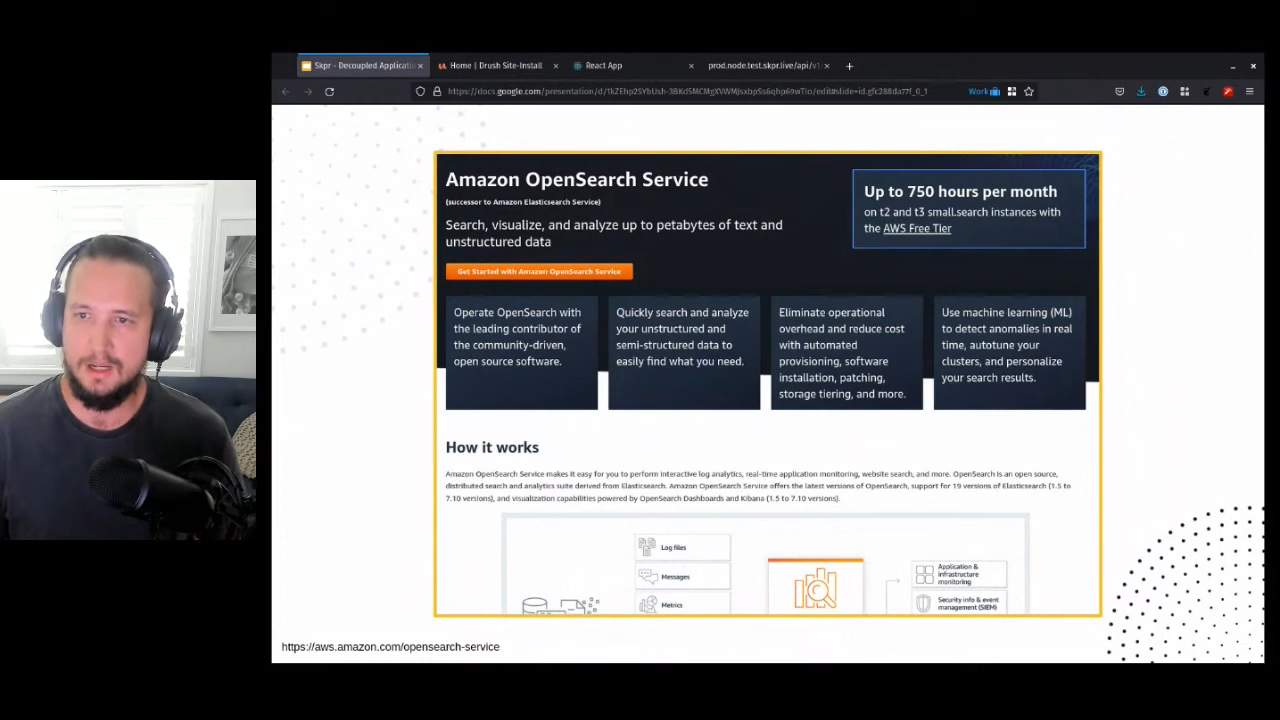 Skpr - Decoupled Applicati
Home | Drush Site-Install
React App
prod.node.test.skpr.live/api/v1
Amazon OpenSearch Service
(successor to Amazon Elasticsearch Service)
Search, visualize, and analyze up to petabytes of text and
unstructured data
Get Started with Amazon OpenSearch Service
Up to 750 hours per month
on t2 and t3 small.search instances with
the AWS Free Tier
Operate OpenSearch with
the leading contributor of
the community-driven,
open source software.
Quickly search and analyze
your unstructured and
semi-structured data to
easily find what you need.
Eliminate operational
overhead and reduce cost
with automated
provisioning, software
installation, patching,
storage tiering, and more.
Use machine learning (ML)
to detect anomalies in real
time, autotune your
clusters, and personalize
your search results.
How it works
Amazon OpenSearch Service makes it easy for you to perform interactive log analytics, real-time application monitoring, website search, and more. OpenSearch is an open source,
distributed search and analytics suite derived from Elasticsearch. Amazon OpenSearch Service offers the latest versions of OpenSearch, support for 19 versions of Elasticsearch (1.5 to
7.10 versions), and visualization capabilities powered by OpenSearch Dashboards and Kibana (1.5 to 7.10 versions).
Log files
Messages
Metrics
Application &
infrastructure
monitoring
Security info & event
management (SIEM)
https://aws.amazon.com/opensearch-service
Work